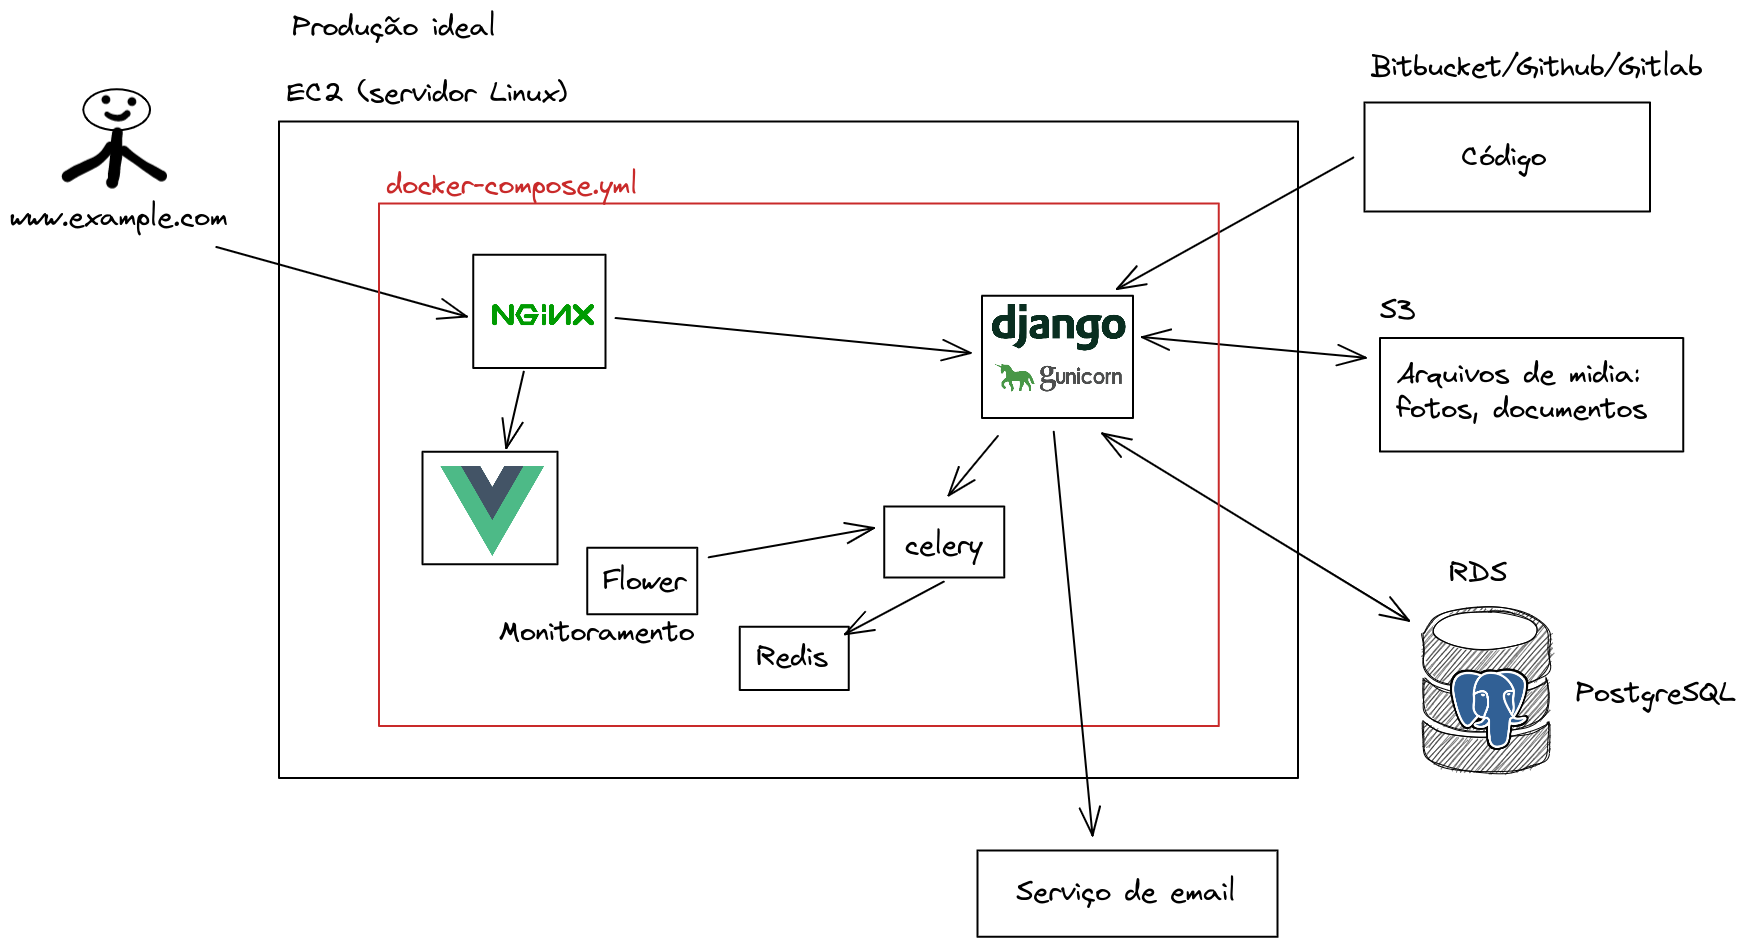 Produção ideal
EC2 (servidor Linux)
Bitbucket/Github/Gitlab
Código
www.example.com
docker-compose.yml
NGiNX
django
gunicorn
S3
Arquivos de midia:
fotos, documentos
celery
Flower
Monitoramento
Redis
RDS
PostgreSQL
Serviço de email